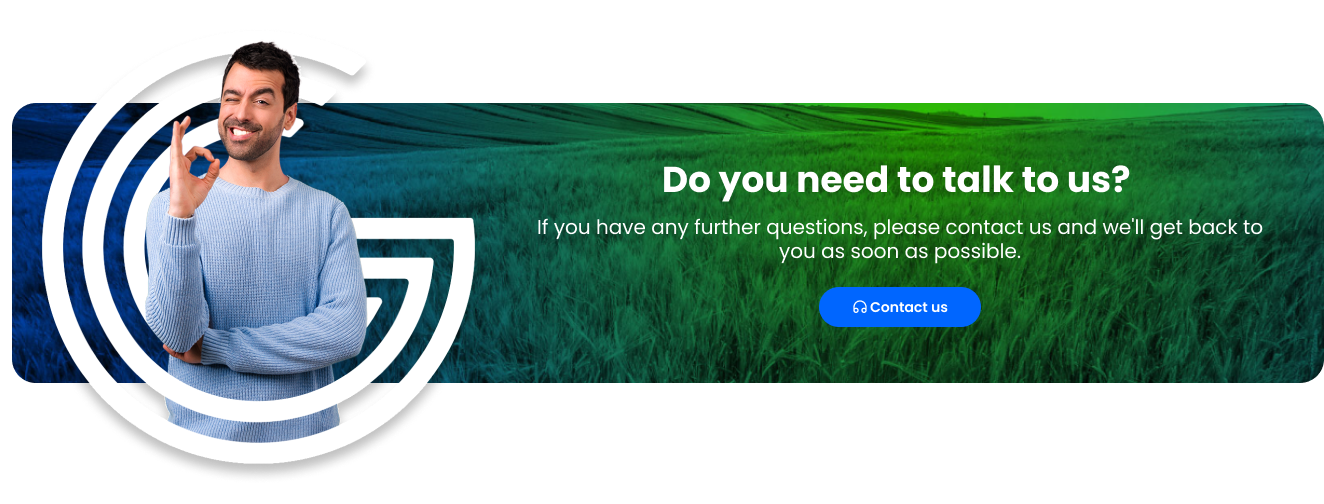 Do you need to talk to us?
If you have any further questions, please contact us and we'll get back to
you as soon as possible.
Contact us